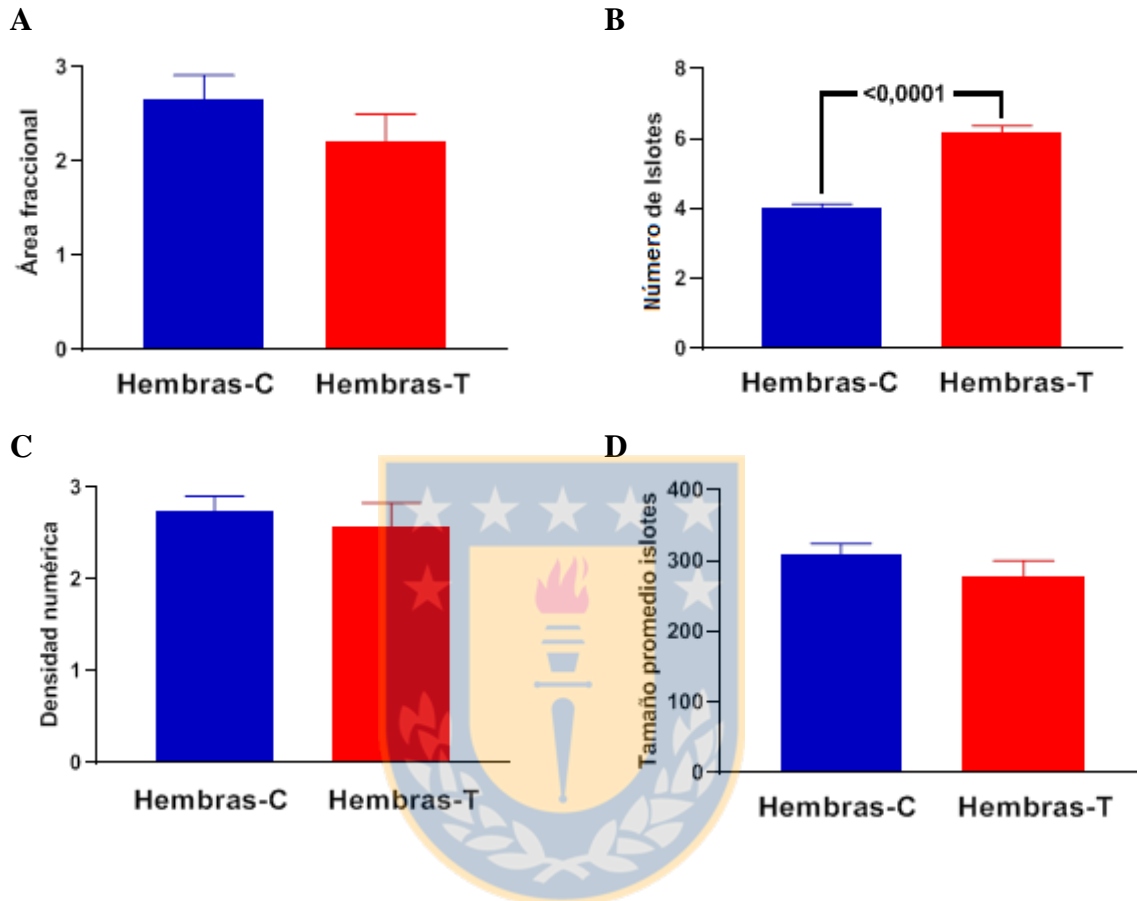 A
Área fraccional
3
2
1
0
Hembras-C Hembras-T
B
Número de Islotes
8
6
4
2
0
<0,0001
Hembras-C Hembras-T
C
Densidad numérica
3
2
1
0
Hembras-C Hembras-T
D
Tamaño promedio islotes
400
300
200
100
0
Hembras-C Hembras-T